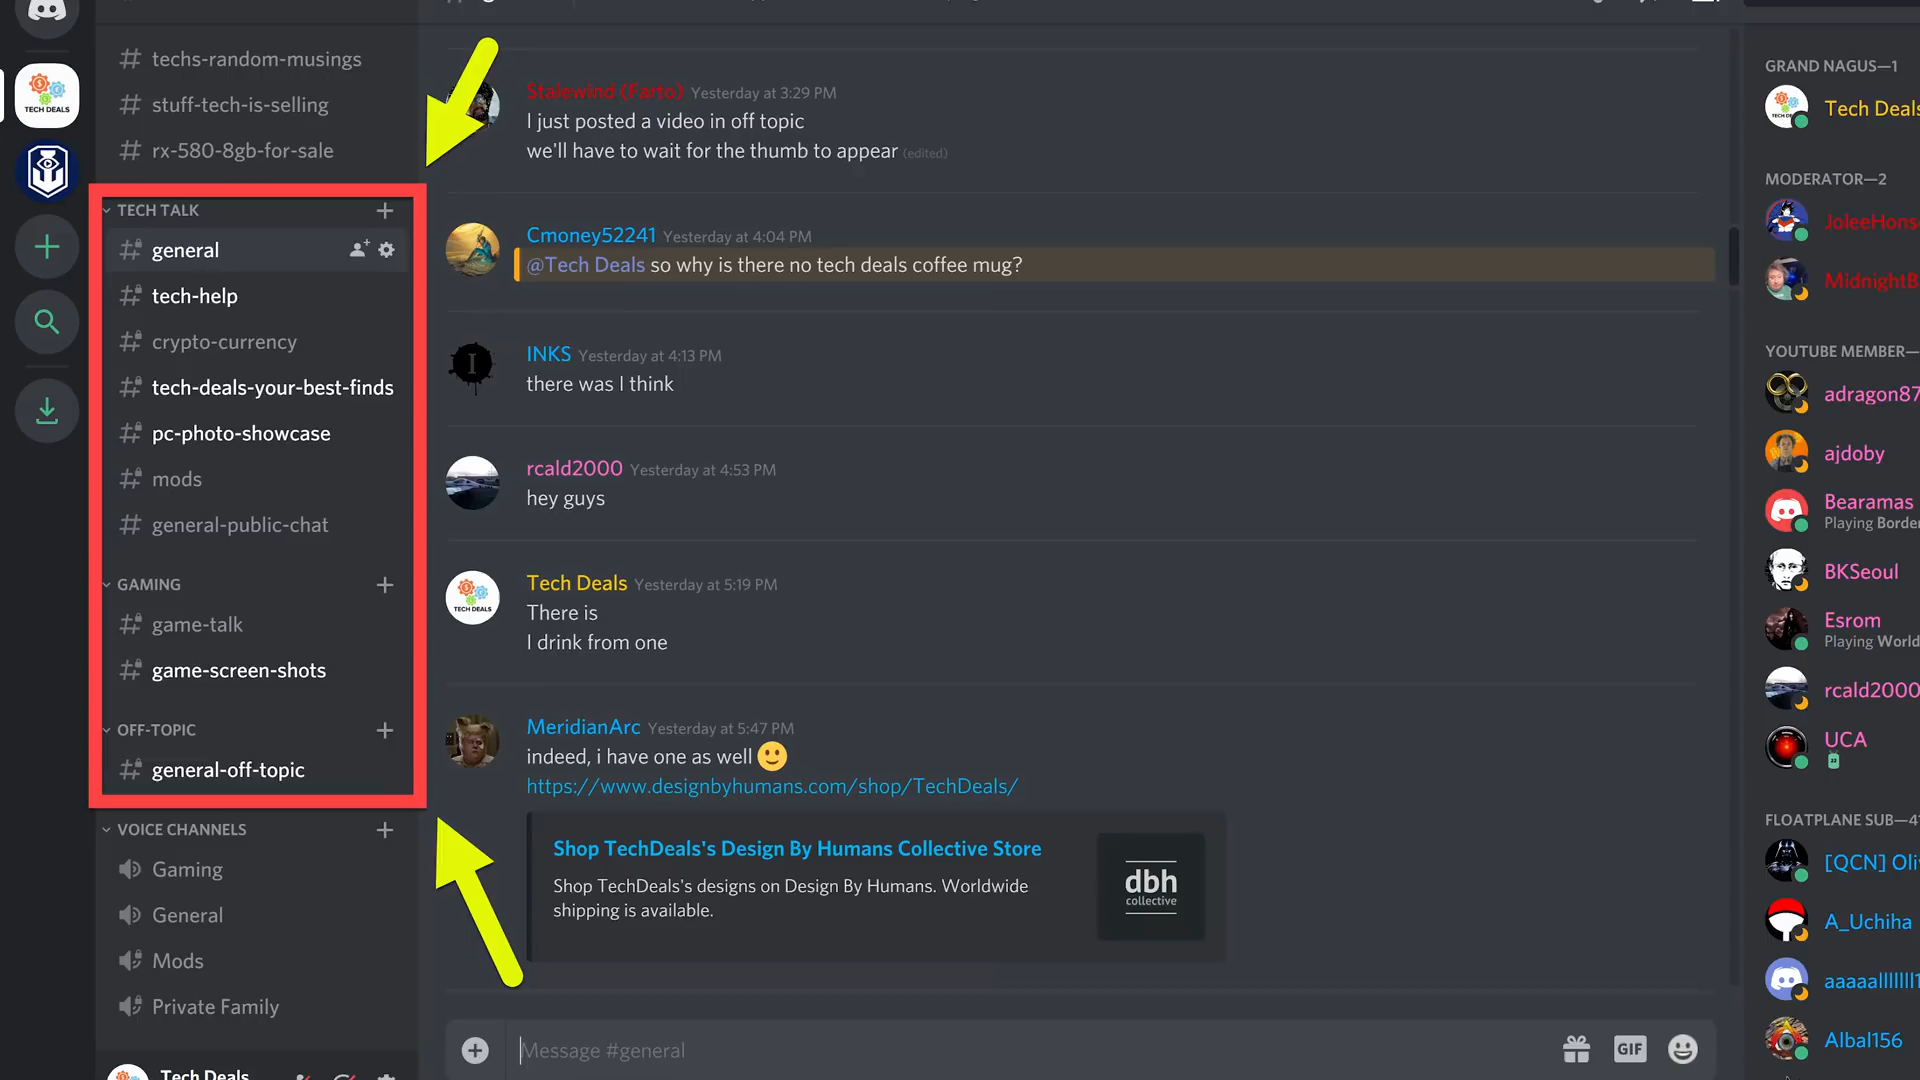 TECH DEALS
techs-random-musings
stuff-tech-is-selling
rx-580-8gb-for-sale
TECH TALK
general
tech-help
crypto-currency
tech-deals-your-best-finds
pc-photo-showcase
mods
general-public-chat
GAMING
game-talk
game-screen-shots
OFF-TOPIC
general-off-topic
VOICE CHANNELS
Gaming
General
Mods
Private Family
Tech Deals
Stalewind (Farto) Yesterday at 3:29 PM
I just posted a video in off topic
we'll have to wait for the thumb to appear (edited)
Cmoney52241 Yesterday at 4:04 PM
@Tech Deals so why is there no tech deals coffee mug?
INKS Yesterday at 4:13 PM
there was I think
rcald2000 Yesterday at 4:53 PM
hey guys
TECH DEALS
Tech Deals Yesterday at 5:19 PM
There is
I drink from one
MeridianArc Yesterday at 5:47 PM
indeed, i have one as well
https://www.designbyhumans.com/shop/TechDeals/
Shop TechDeals's Design By Humans Collective Store
Shop TechDeals's designs on Design By Humans. Worldwide
shipping is available.
dbh
collective
Message #general
GIF
GRAND NAGUS—1
Tech Deals
MODERATOR—2
JoleeHons
MidnightB
YOUTUBE MEMBER—
adragon87
ajdoby
Bearamas
Playing Border
BKSeoul
Esrom
Playing World
rcald2000
UCA
FLOATPLANE SUB—4
[QCN] Oliv
A_Uchiha
aaaaalllllll1
Albal156